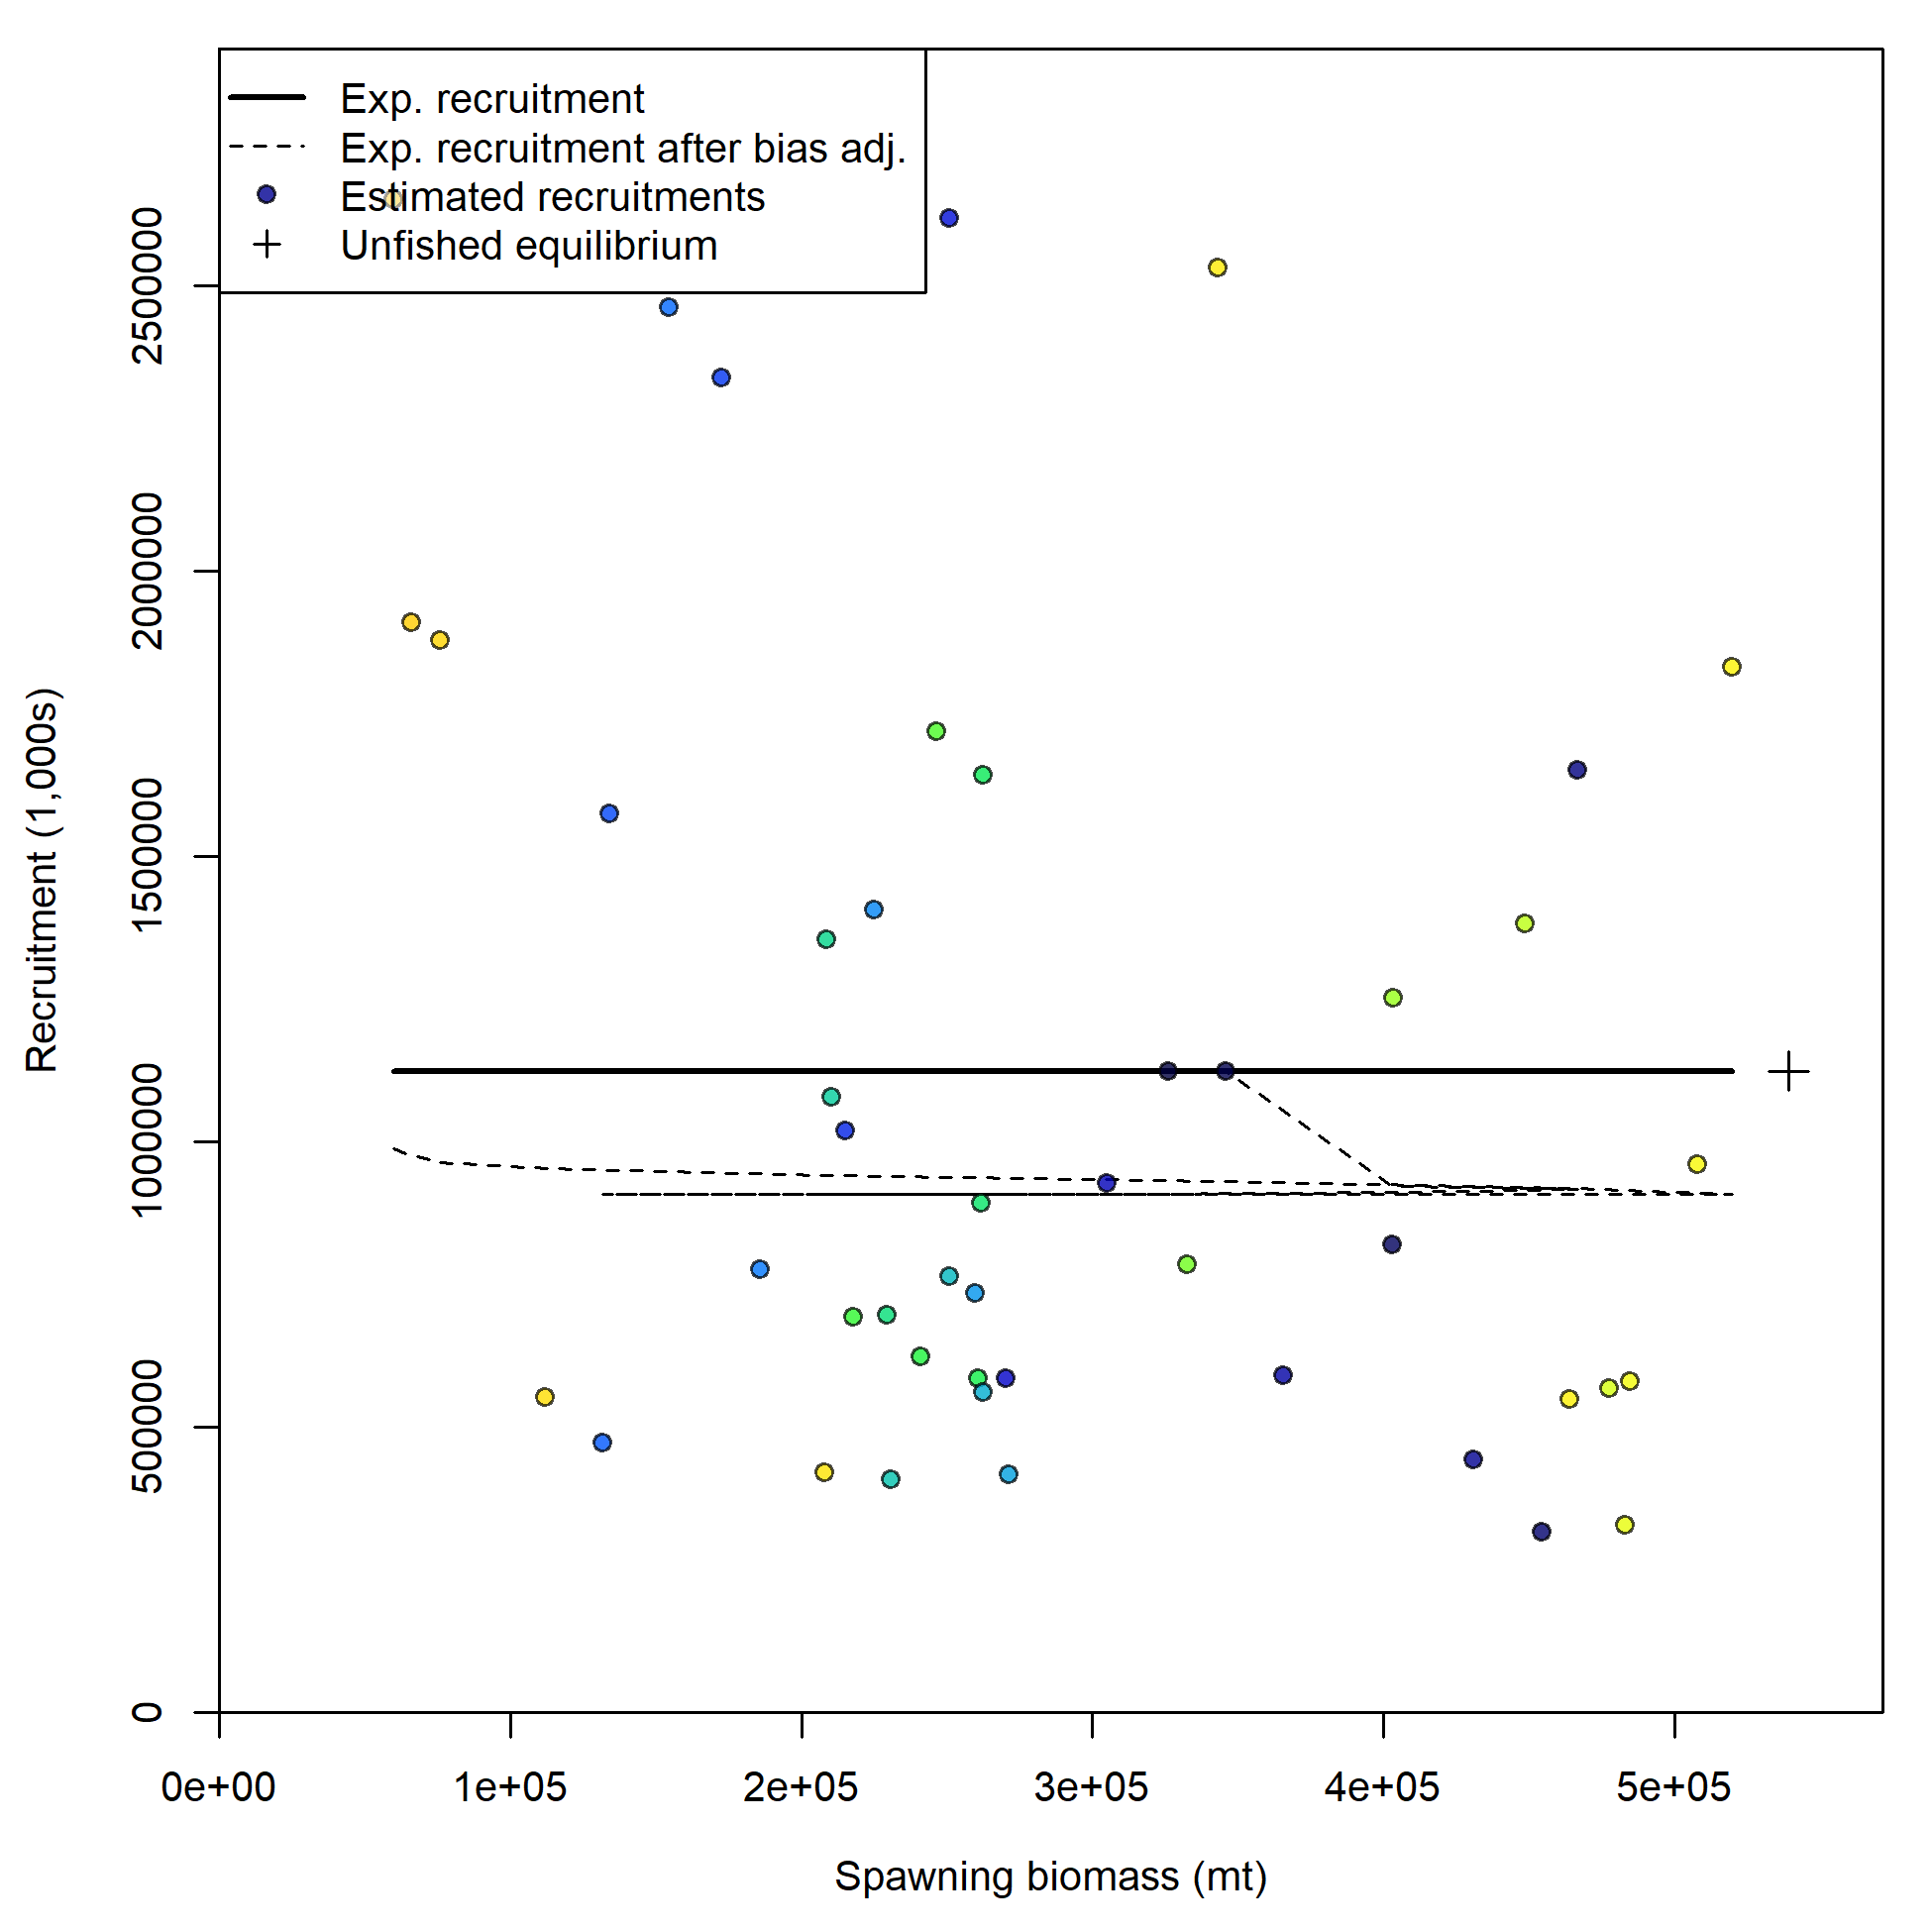 Exp. recruitment
Exp. recruitment after bias adj.
Estimated recruitments
Unfished equilibrium
Recruitment (1,000s)
2500000
2000000
1500000
1000000
500000
0
0e+00 1e+05 2e+05 3e+05 4e+05 5e+05
Spawning biomass (mt)